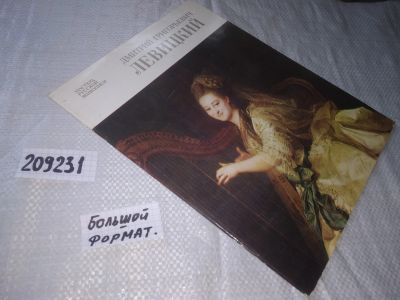 ДМИТРИЙ ГРИГОРЬЕВИЧ
ЛЕВИЦКИЙ
209231
БОЛЬШОЙ
ФОРМАТ.